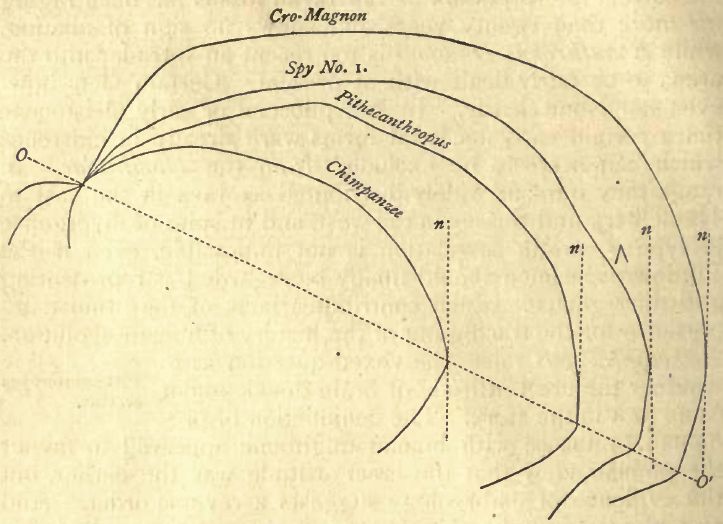 Cro-Magnon
Spy No. 1.
Pithecanthropus
Chimpanzee
O
n
n
n
n
Λ
O'